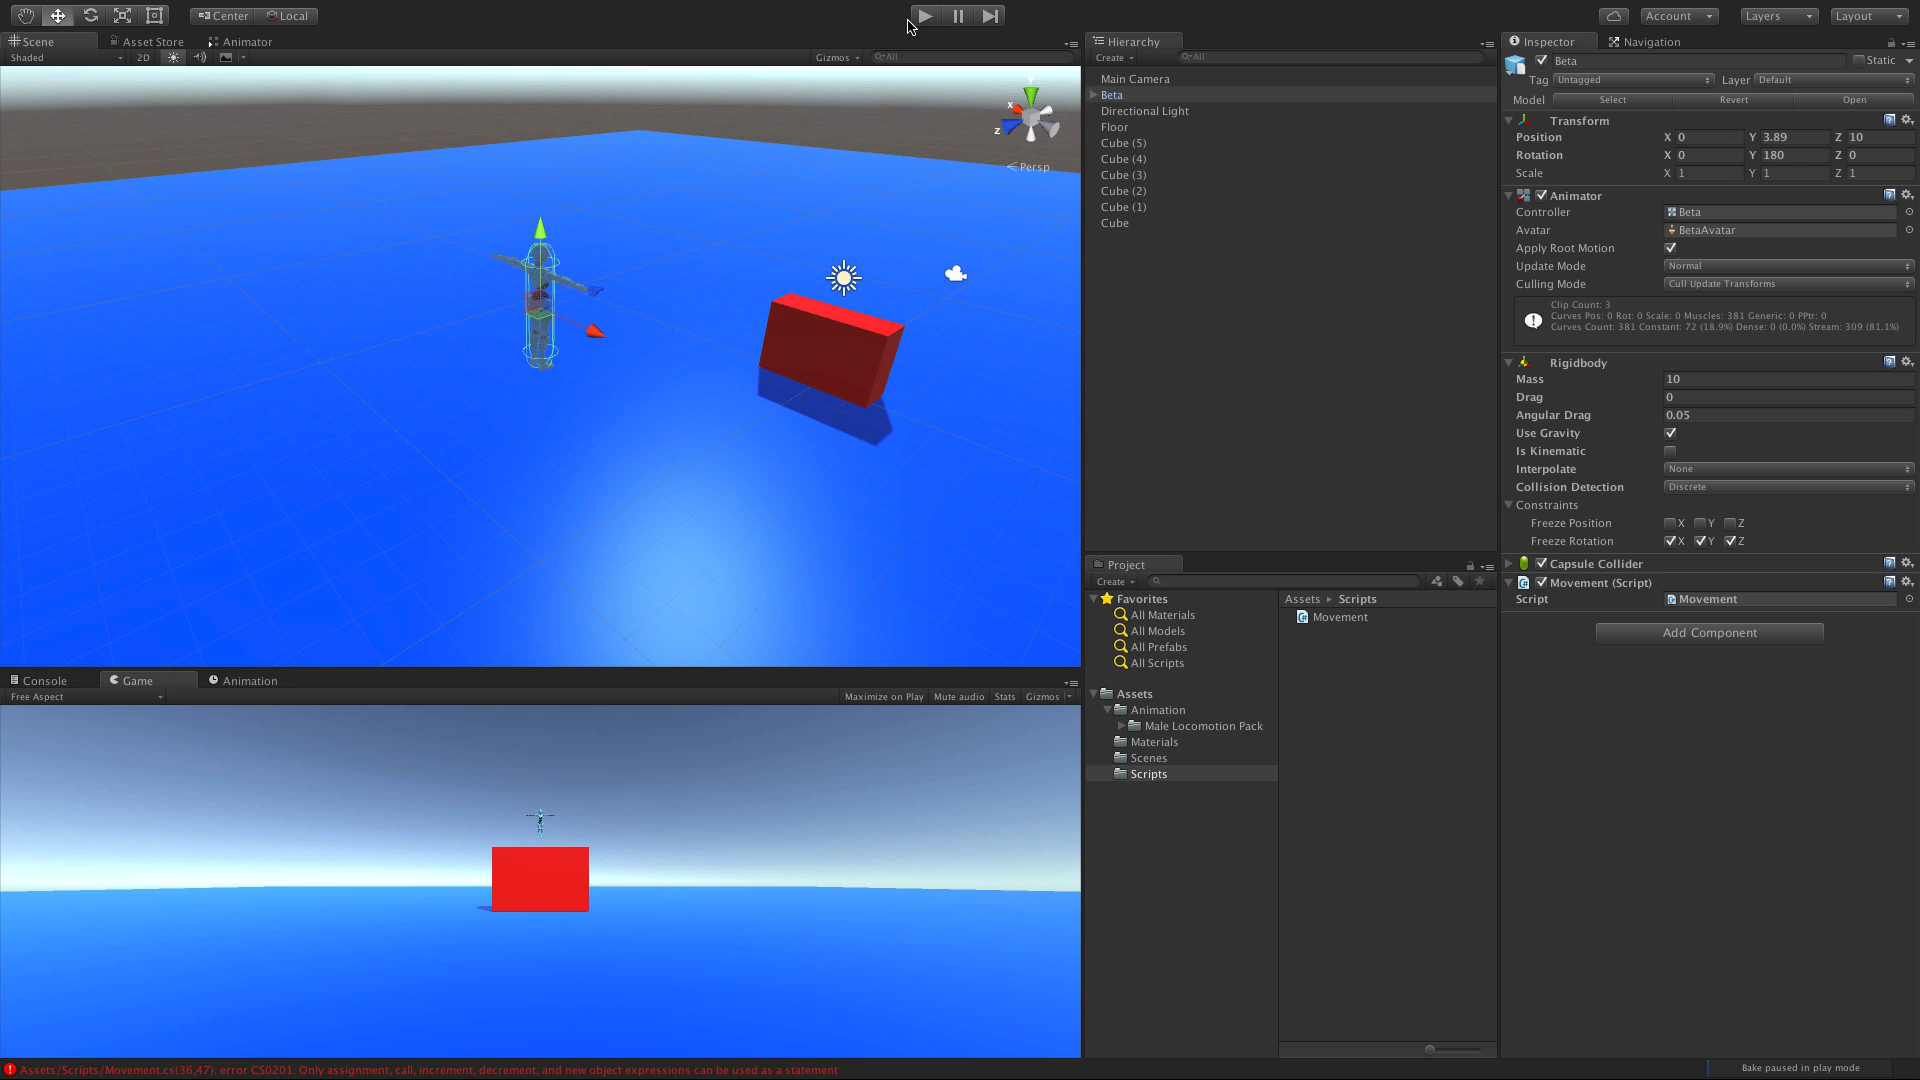 Center Local
Account Layers Layout
Scene Asset Store Animator
Shaded 2D Gizmos All
y
x
z
Persp
Hierarchy
Create All
Main Camera
Beta
Directional Light
Floor
Cube (5)
Cube (4)
Cube (3)
Cube (2)
Cube (1)
Cube
Inspector Navigation
Beta Static
Tag Untagged Layer Default
Model Select Revert Open
Transform
Position X 0 Y 3.89 Z 10
Rotation X 0 Y 180 Z 0
Scale X 1 Y 1 Z 1
Animator
Controller Beta
Avatar BetaAvatar
Apply Root Motion
Update Mode Normal
Culling Mode Cull Update Transforms
Clip Count: 3
Curves Pos: 0 Rot: 0 Scale: 0 Muscles: 381 Generic: 0 PPtr: 0
Curves Count: 381 Constant: 72 (18.9%) Dense: 0 (0.0%) Stream: 309 (81.1%)
Rigidbody
Mass 10
Drag 0
Angular Drag 0.05
Use Gravity
Is Kinematic
Interpolate None
Collision Detection Discrete
Constraints
Freeze Position X Y Z
Freeze Rotation X Y Z
Capsule Collider
Movement (Script)
Script Movement
Add Component
Project
Create
Favorites
All Materials
All Models
All Prefabs
All Scripts
Assets
Animation
Male Locomotion Pack
Materials
Scenes
Scripts
Assets Scripts
Movement
Console Game Animation
Free Aspect Maximize on Play Mute audio Stats Gizmos
Assets/Scripts/Movement.cs(36,47): error CS0201: Only assignment, call, increment, decrement, and new object expressions can be used as a statement
Bake paused in play mode